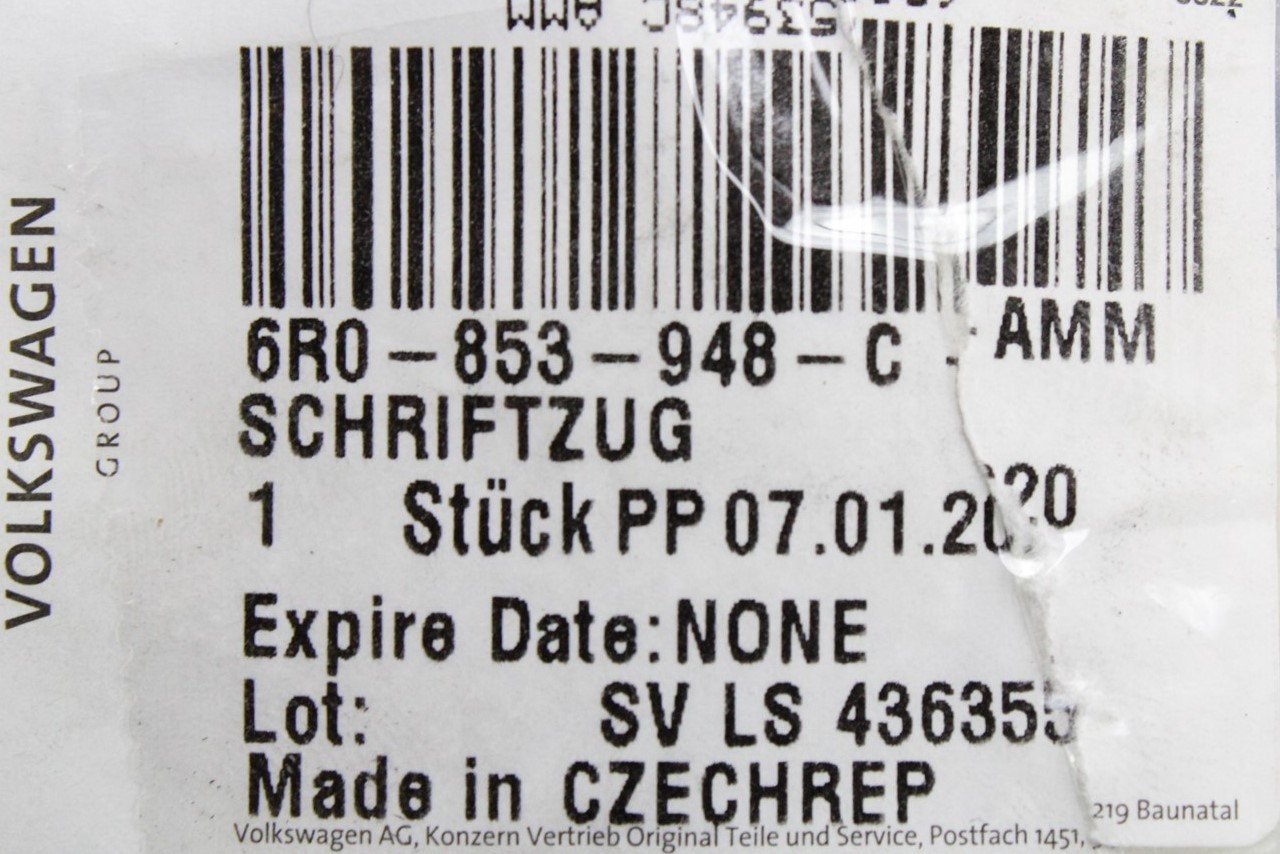 6R0-853-948-C - AMM
SCHRIFTZUG
1 Stück PP 07.01.2020
Expire Date:NONE
Lot: SV LS 436355
Made in CZECHREP
Volkswagen AG, Konzern Vertrieb Original Teile und Service, Postfach 1451, 219 Baunatal
VOLKSWAGEN
GROUP